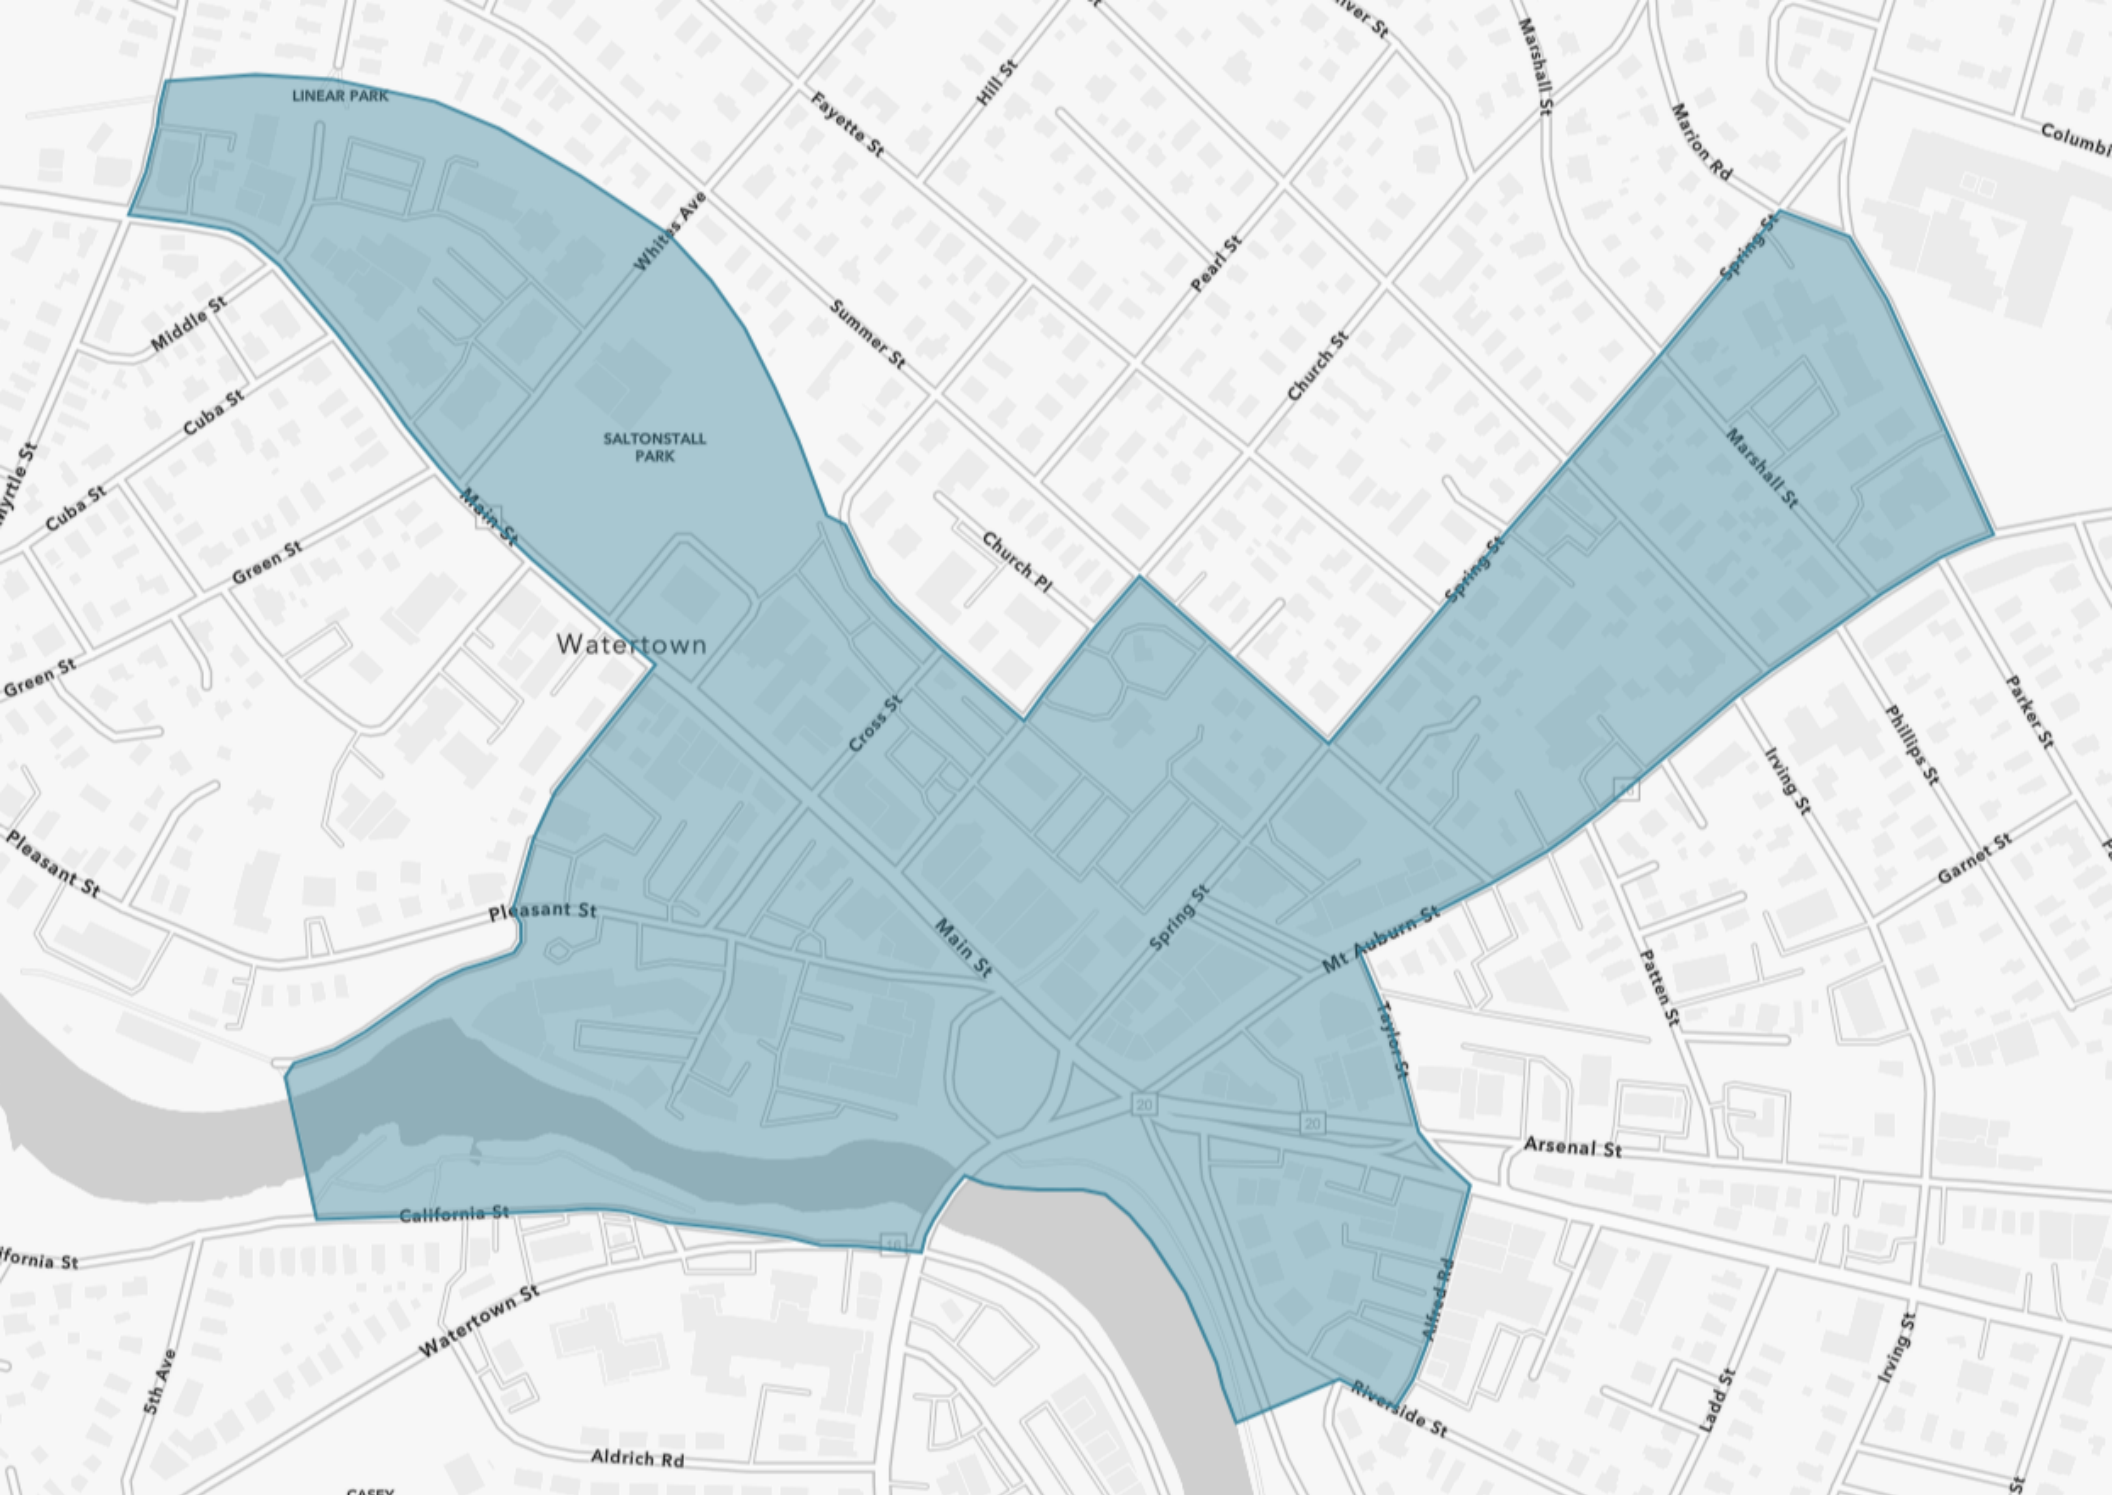 Marshall St
Marion Rd
Columbi
Hill St
LINEAR PARK
Fayette St
Whites Ave
Spring St
Pearl St
Middle St
Summer St
Church St
Cuba St
SALTONSTALL
PARK
Myrtle St
Marshall St
Cuba St
Main St
Green St
Church Pl
Spring St
Watertown
Green St
Cross St
Parker St
Phillips St
Irving St
Pleasant St
Garnet St
Pleasant St
Main St
Spring St
Mt Auburn St
Patten St
Taylor St
20
20
Arsenal St
California St
ifornia St
16
Watertown St
Alfred Rd
5th Ave
Riverside St
Ladd St
Irving St
Aldrich Rd
St
CASEY